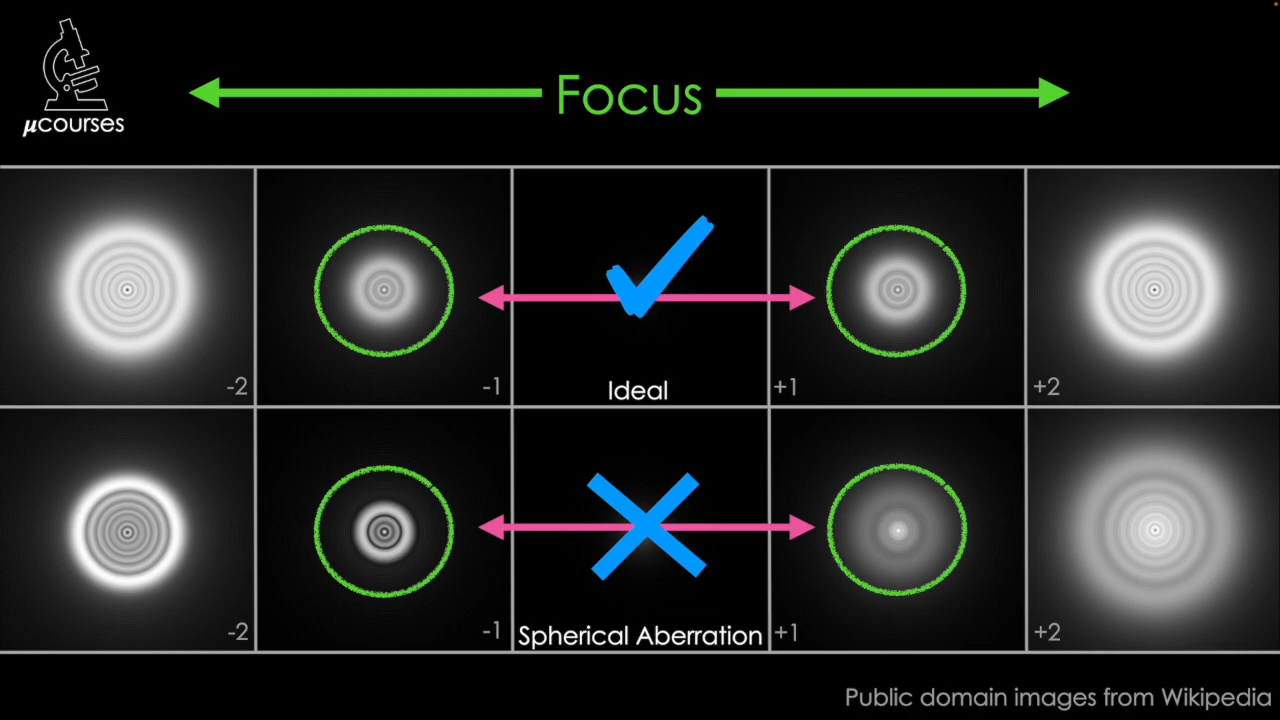 Focus
μcourses
-2
-1
Ideal
+1
+2
-2
-1
Spherical Aberration
+1
+2
Public domain images from Wikipedia